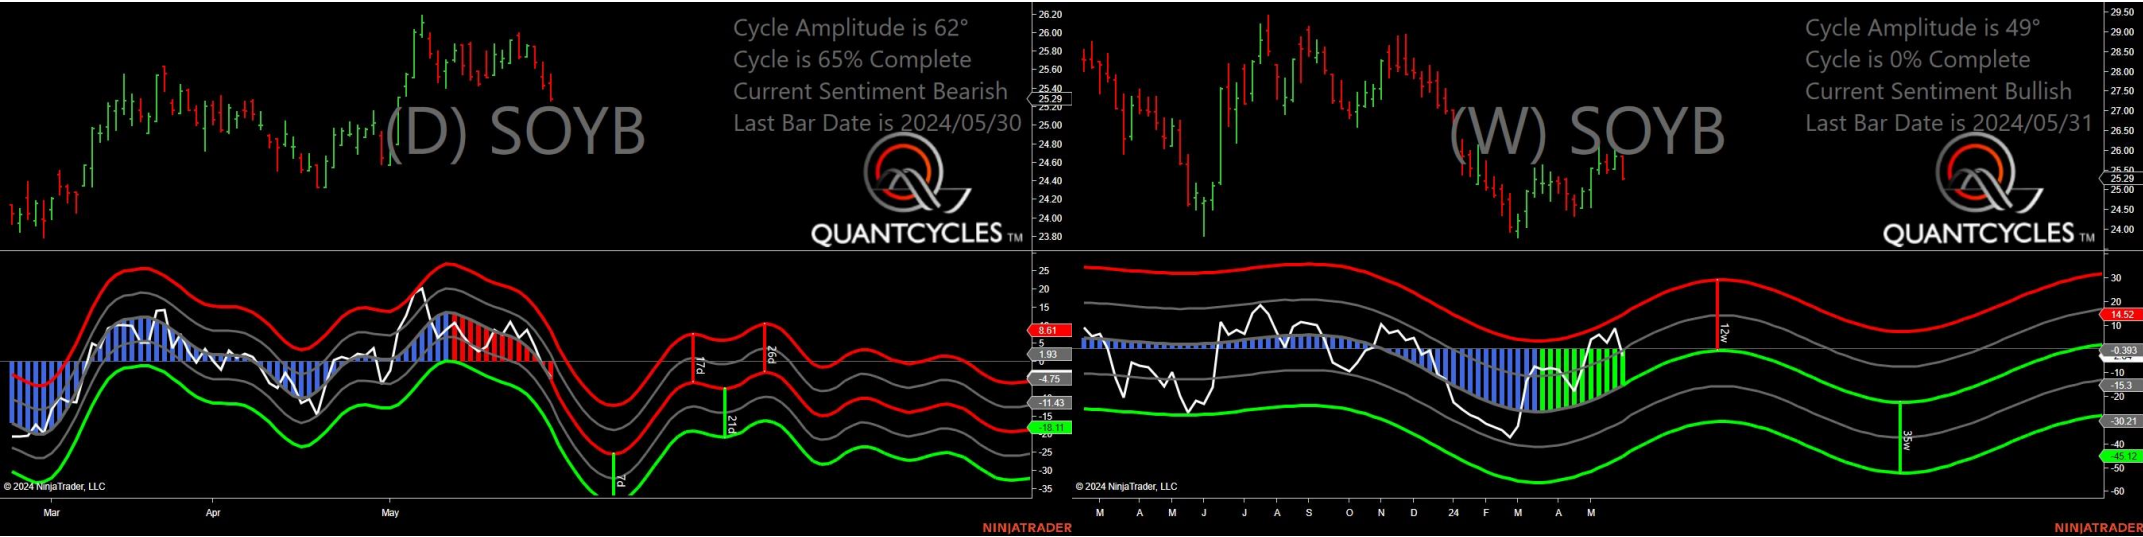 Cycle Amplitude is 62°
Cycle is 65% Complete
Current Sentiment Bearish
Last Bar Date is 2024/05/30
(D) SOYB
QUANTCYCLES TM
26.20
26.00
25.80
25.60
25.40
25.29
25.20
25.00
24.80
24.60
24.40
24.20
24.00
23.80
25
20
15
8.61
5
1.93
-4.75
-11.43
-15
-18.11
-20
-25
-30
-35
17d
26d
21d
7d
© 2024 NinjaTrader, LLC
Mar
Apr
May
NINJATRADER
Cycle Amplitude is 49°
Cycle is 0% Complete
Current Sentiment Bullish
Last Bar Date is 2024/05/31
(W) SOYB
QUANTCYCLES TM
29.50
29.00
28.50
28.00
27.50
27.00
26.50
26.00
25.50
25.29
25.00
24.50
24.00
30
20
14.52
10
-0.393
-10
-15.3
-20
-30.21
-40
-45.12
-50
-60
12w
35w
© 2024 NinjaTrader, LLC
M A M J J A S O N D 24 F M A M
NINJATRADER